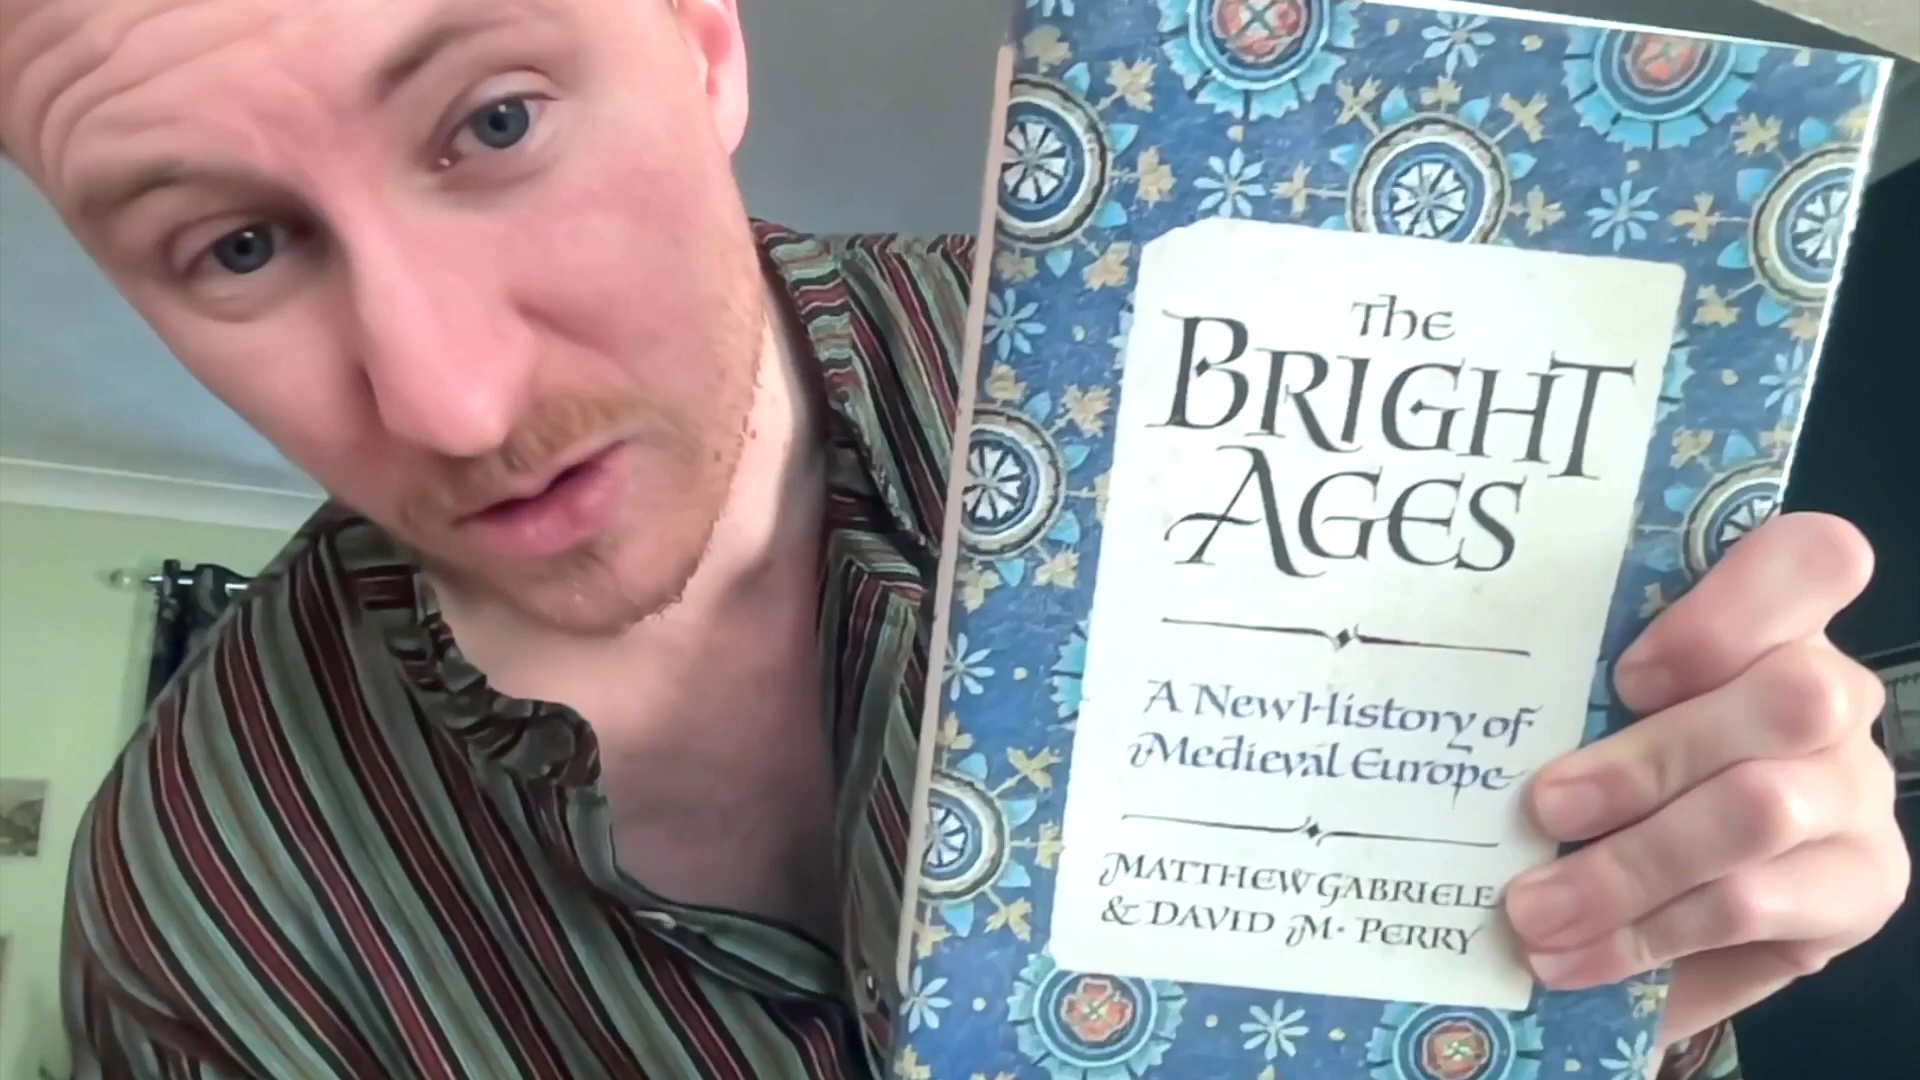 The
BRIGHT
AGES
A New History of
Medieval Europe
MATTHEW GABRIELE
& DAVID M. PERRY